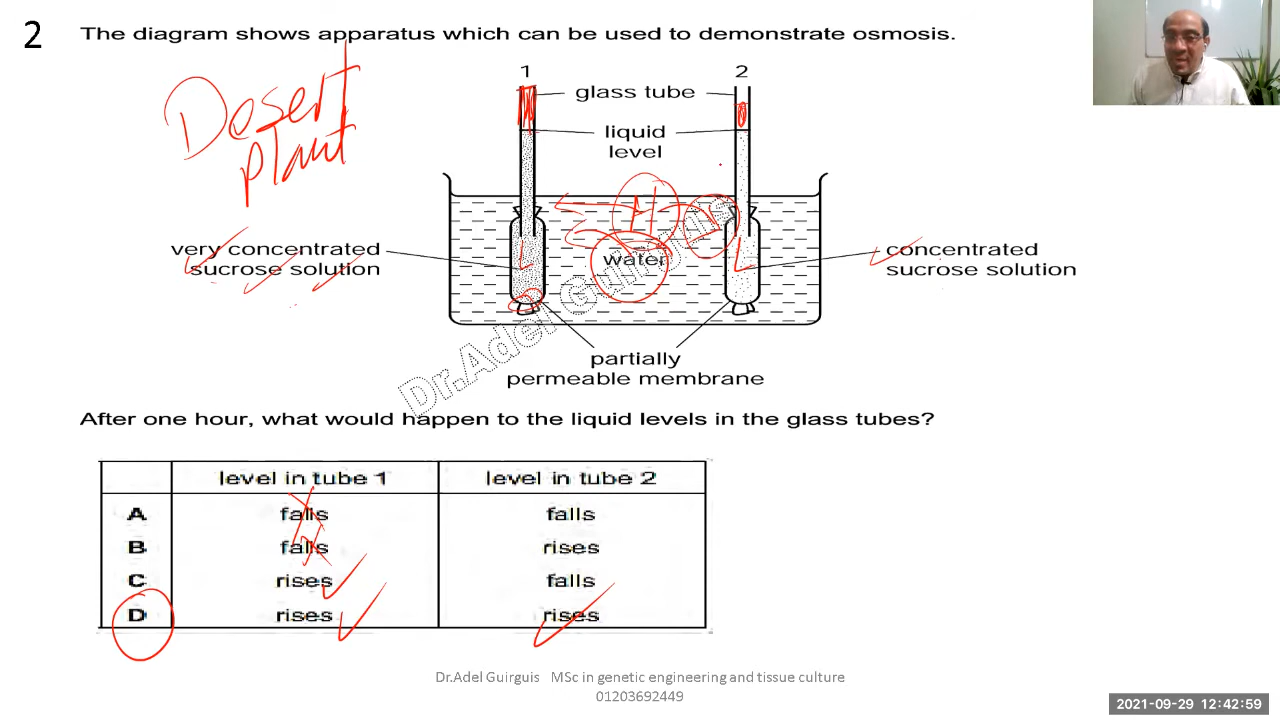 2
The diagram shows apparatus which can be used to demonstrate osmosis.
Desert
plant
1
2
glass tube
liquid
level
H
H
L
L
water
very concentrated
sucrose solution
concentrated
sucrose solution
partially
permeable membrane
Dr.Adel Guirguis
After one hour, what would happen to the liquid levels in the glass tubes?
level in tube 1 level in tube 2
A falls falls
B falls rises
C rises falls
D rises rises
Dr.Adel Guirguis MSc in genetic engineering and tissue culture
01203692449
2021-09-29 12:42:59